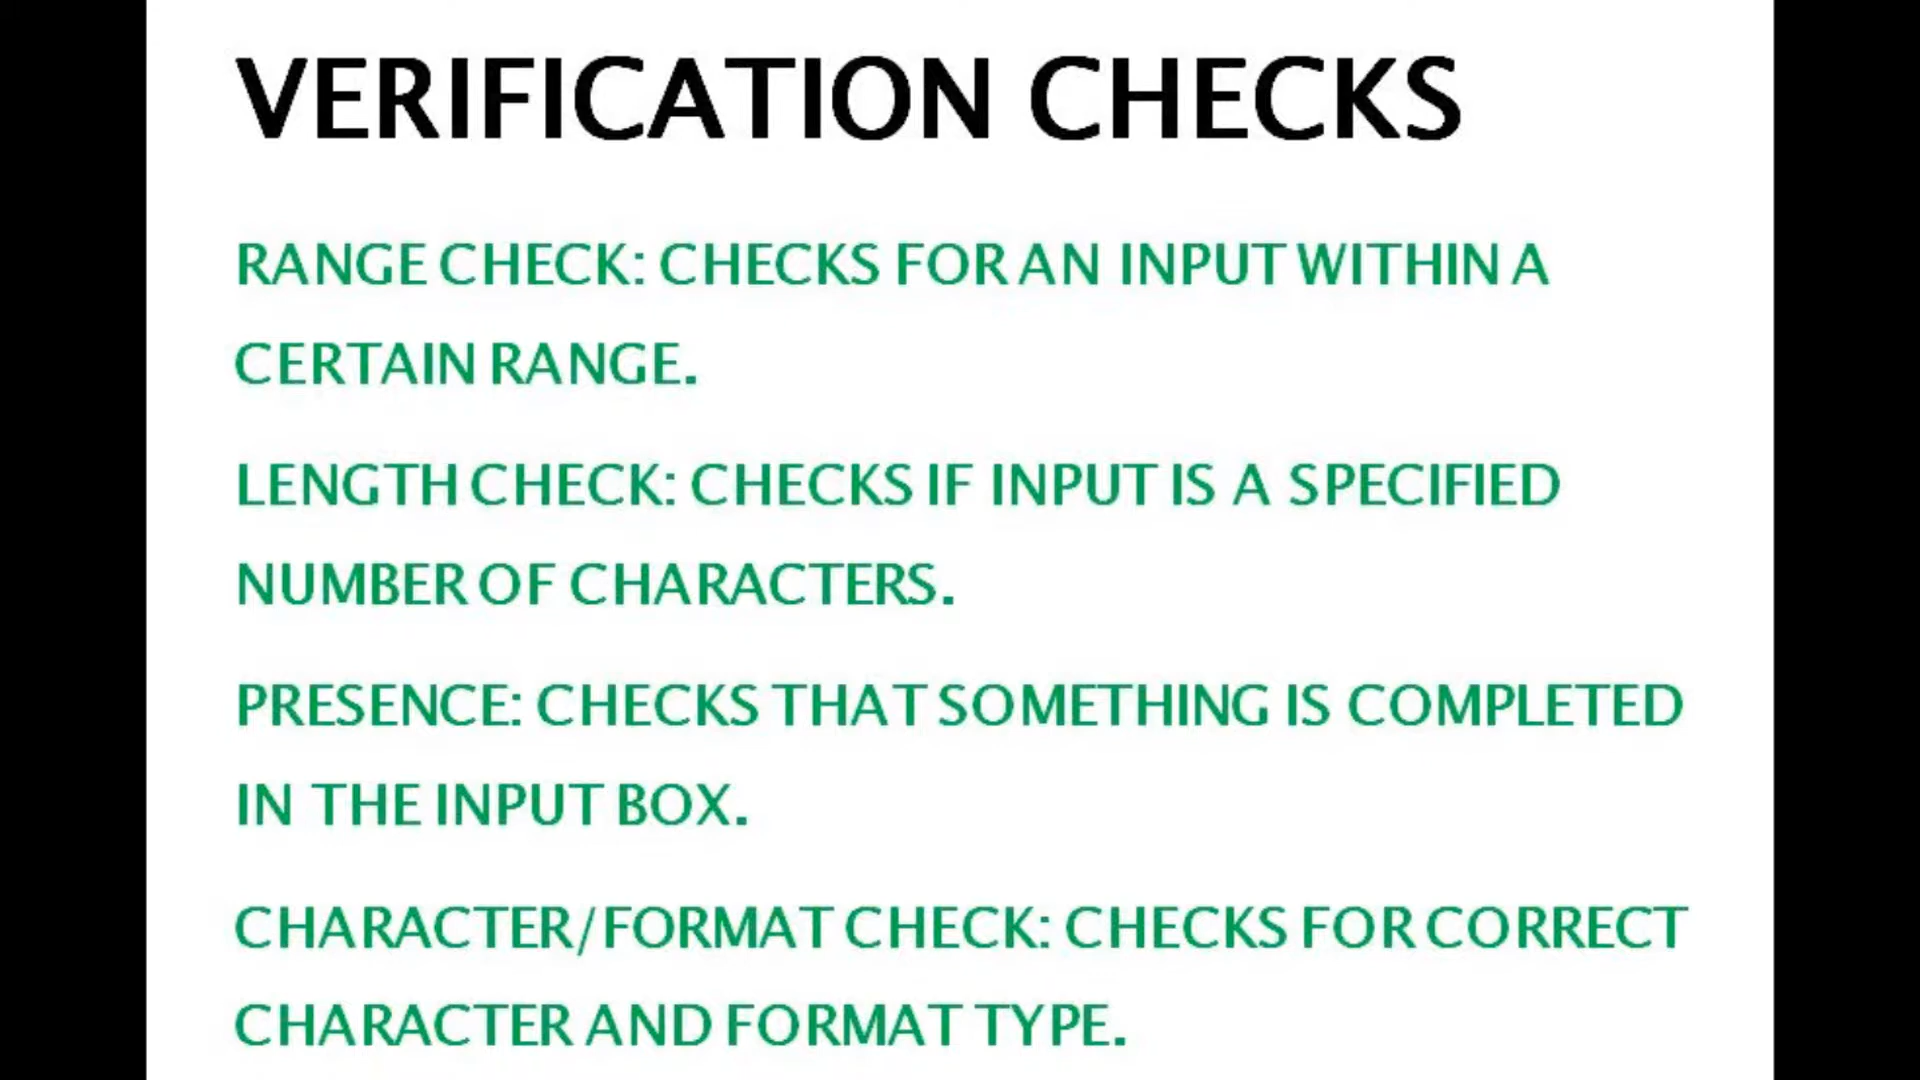 VERIFICATION CHECKS
RANGE CHECK: CHECKS FOR AN INPUT WITHIN A
CERTAIN RANGE.
LENGTH CHECK: CHECKS IF INPUT IS A SPECIFIED
NUMBER OF CHARACTERS.
PRESENCE: CHECKS THAT SOMETHING IS COMPLETED
IN THE INPUT BOX.
CHARACTER/FORMAT CHECK: CHECKS FOR CORRECT
CHARACTER AND FORMAT TYPE.